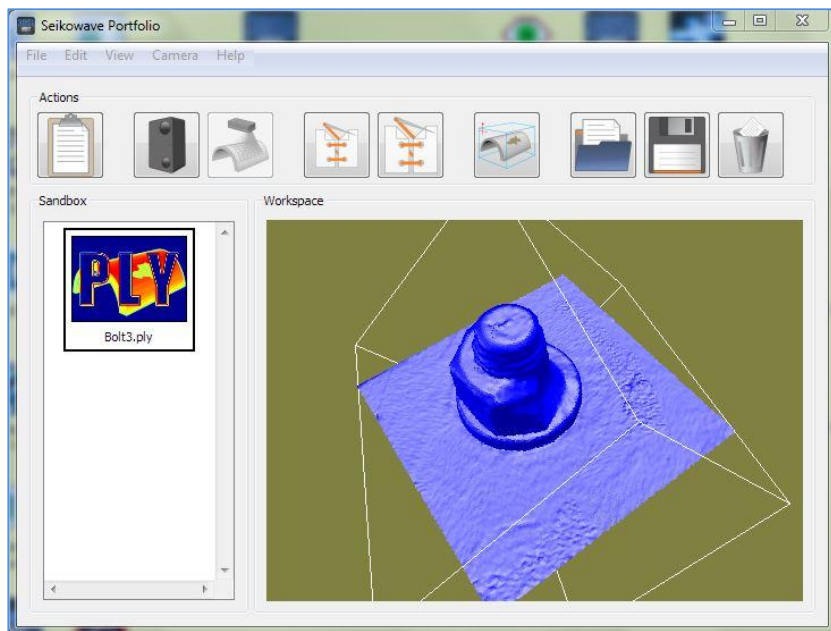 Seikowave Portfolio
File Edit View Camera Help
Actions
Sandbox
Workspace
PLY
Bolt3.ply